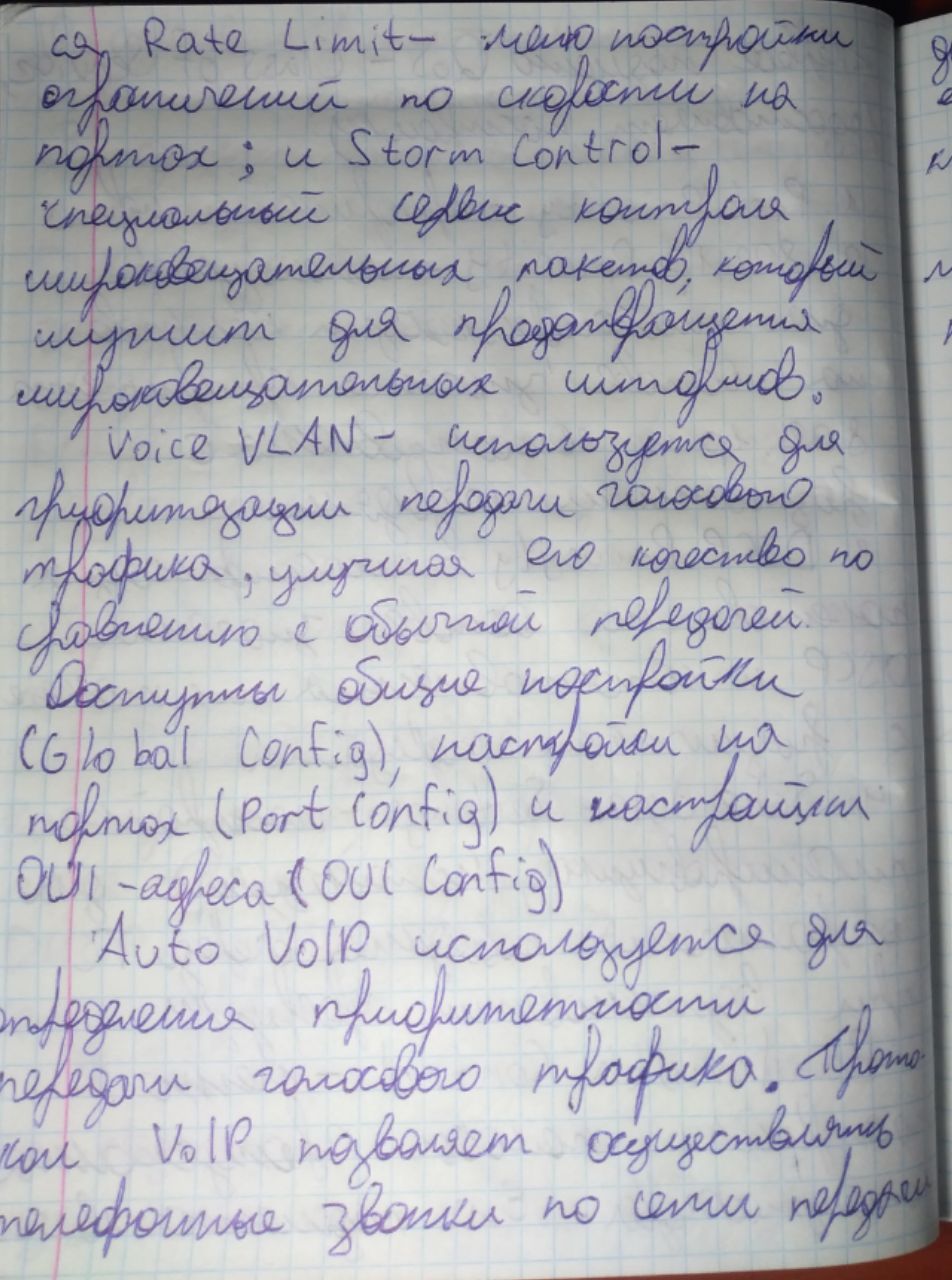 ся, Rate Limit - меню настройки
ограничений по скорости на
портах; и Storm Control -
специальный сервис контроля
широковещательных пакетов, который
служит для предотвращения
широковещательных штормов.
Voice VLAN - используется для
приоритизации передачи голосового
трафика, улучшая его качество по
сравнению с обычной передачей.
Доступны общие настройки
(Global Config), настройки на
портах (Port Config) и настройки
OUI-адреса (OUI Config)
Auto VoIP используется для
определения приоритетности
передачи голосового трафика. Прото-
кол VoIP позволяет осуществлять
телефонные звонки по сети передачи